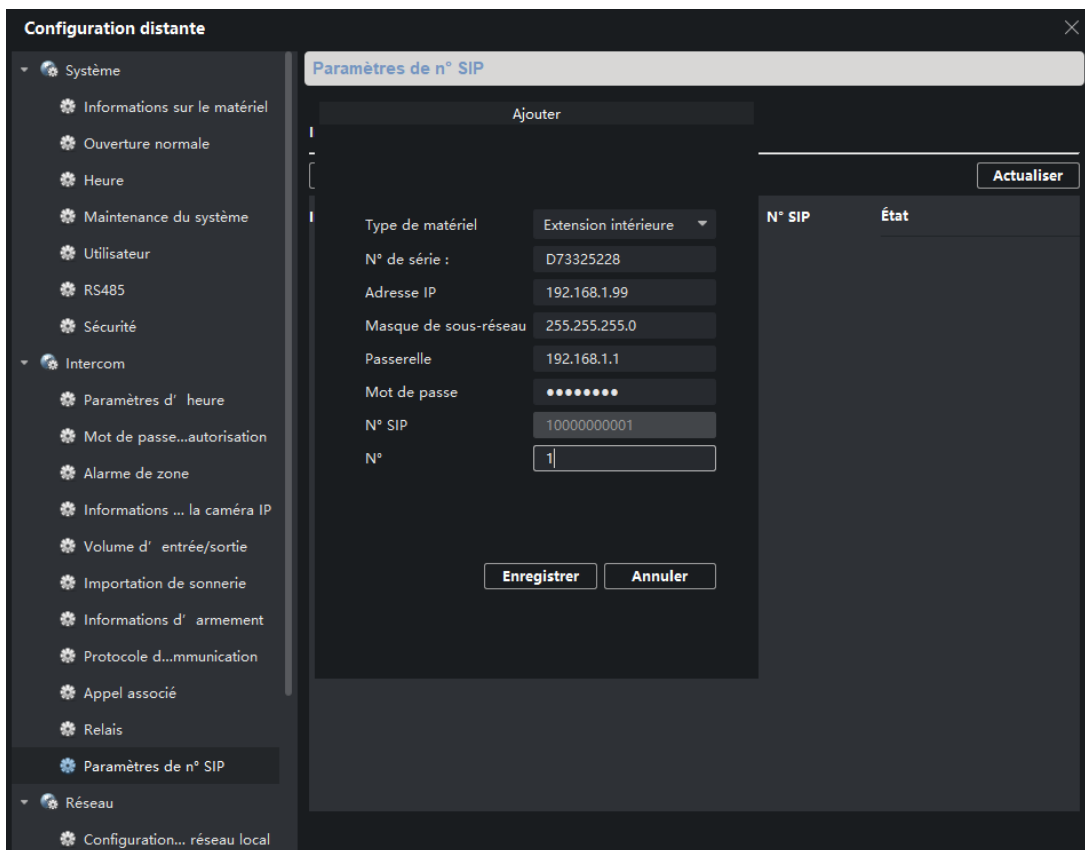 Configuration distante
Système
Informations sur le matériel
Ouverture normale
Heure
Maintenance du système
Utilisateur
RS485
Sécurité
Intercom
Paramètres d' heure
Mot de passe...autorisation
Alarme de zone
Informations ... la caméra IP
Volume d' entrée/sortie
Importation de sonnerie
Informations d' armement
Protocole d...mmunication
Appel associé
Relais
Paramètres de n° SIP
Réseau
Configuration... réseau local
Paramètres de n° SIP
Ajouter
Actualiser
N° SIP État
Type de matériel Extension intérieure
N° de série : D73325228
Adresse IP 192.168.1.99
Masque de sous-réseau 255.255.255.0
Passerelle 192.168.1.1
Mot de passe ••••••••
N° SIP 10000000001
N° 1
Enregistrer Annuler